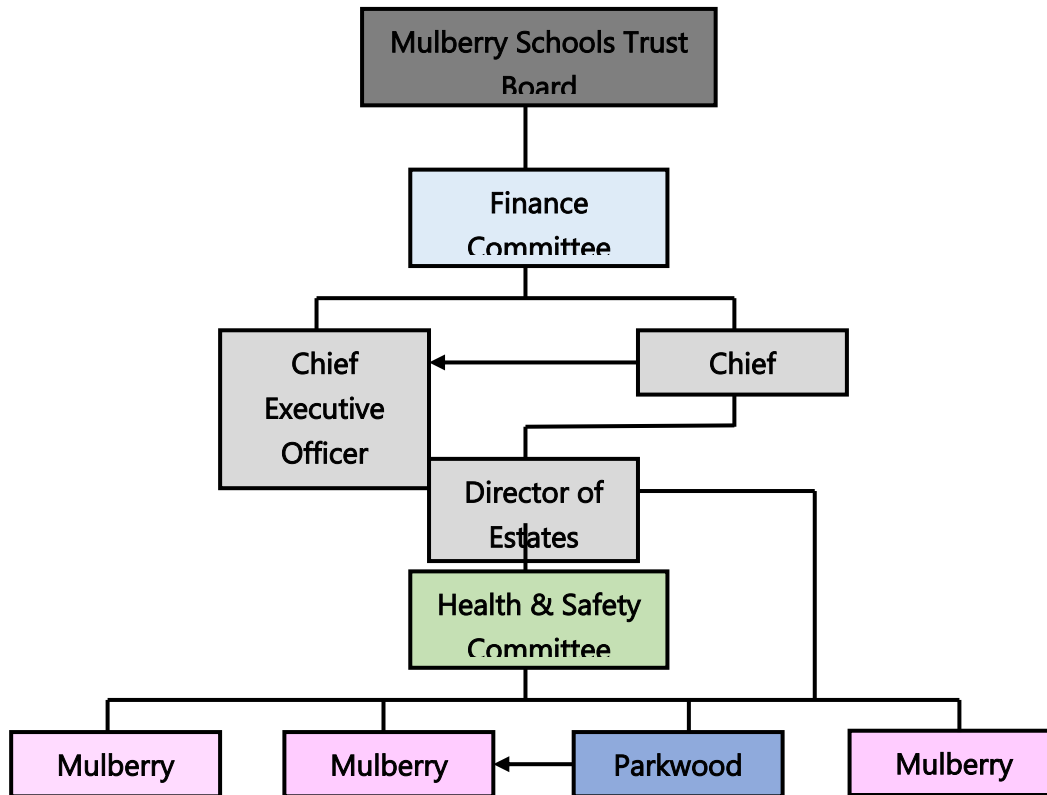 Mulberry Schools Trust
Board
Finance
Committee
Chief
Executive
Officer
Chief
Director of
Estates
Health & Safety
Committee
Mulberry
Mulberry
Parkwood
Mulberry